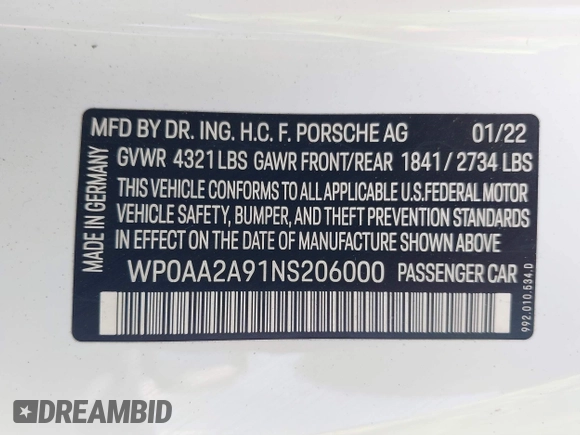 MFD BY DR. ING. H.C. F. PORSCHE AG 01/22
GVWR 4321 LBS GAWR FRONT/REAR 1841 / 2734 LBS
THIS VEHICLE CONFORMS TO ALL APPLICABLE U.S.FEDERAL MOTOR
VEHICLE SAFETY, BUMPER, AND THEFT PREVENTION STANDARDS
IN EFFECT ON THE DATE OF MANUFACTURE SHOWN ABOVE
WP0AA2A91NS206000 PASSENGER CAR
MADE IN GERMANY
992.010.534.D
DREAMBID